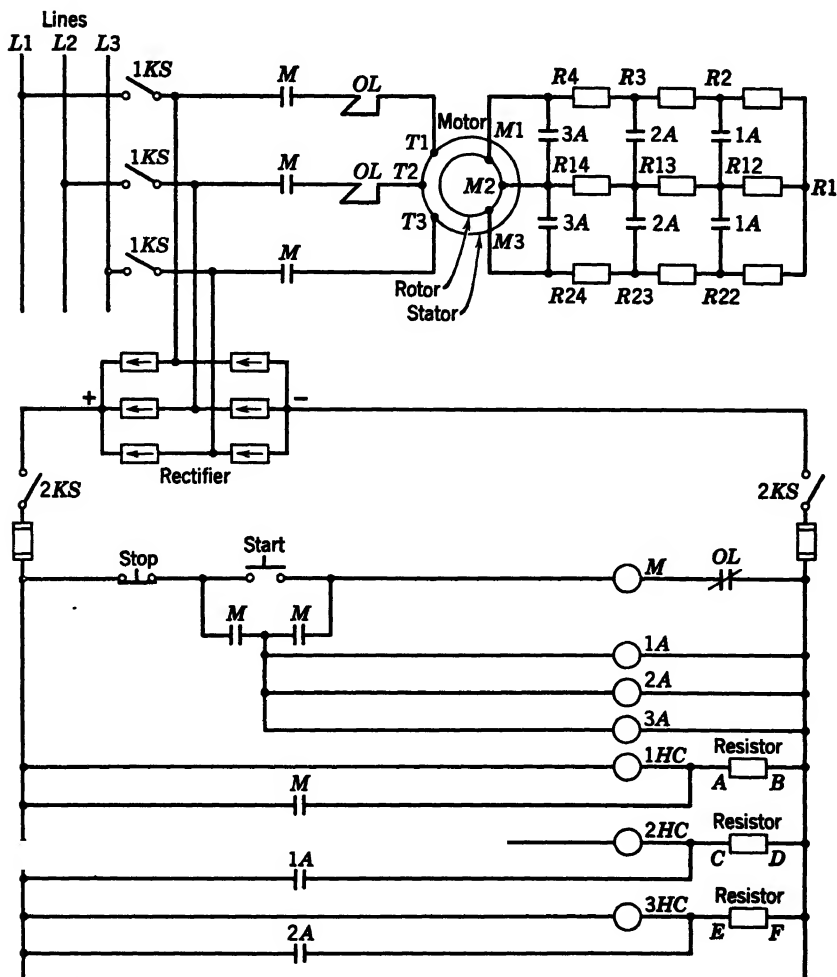 Lines
L1 L2 L3
1KS M OL R4 R3 R2
Motor M1 3A 2A 1A
T1
1KS M OL T2 M2 R14 R13 R12 R1
T3 3A 2A 1A
1KS M M3
Rotor R24 R23 R22
Stator
+ -
Rectifier
2KS 2KS
Stop Start M OL
M M
1A
2A
3A
1HC Resistor
A B
M
2HC Resistor
C D
1A
3HC Resistor
E F
2A